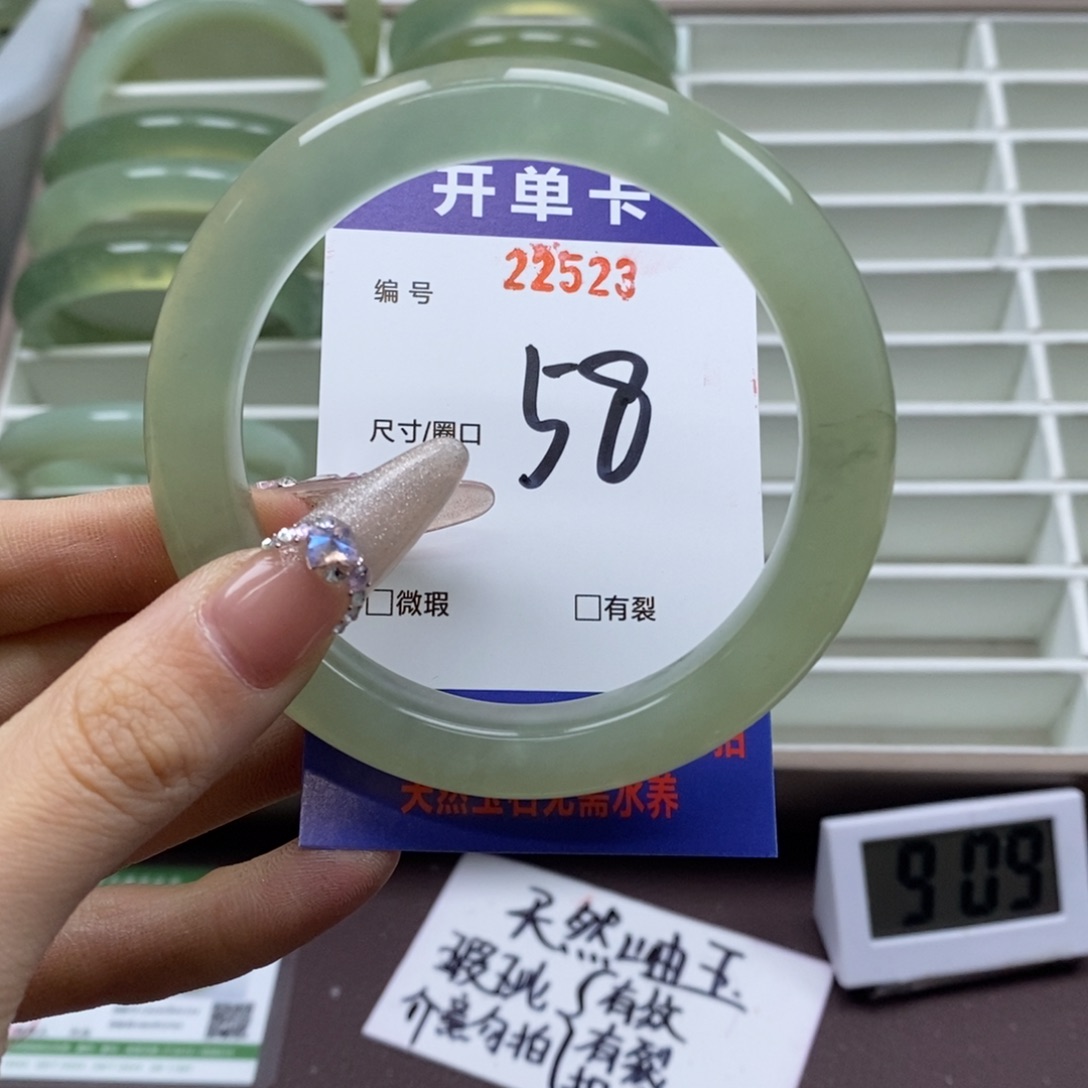 开单卡
编号 22523
尺寸/圈口 58
□微瑕 □有裂
拍
天然玉石无需水养
9:09
天然岫玉
瑕玼 有纹
介意勿拍 有裂